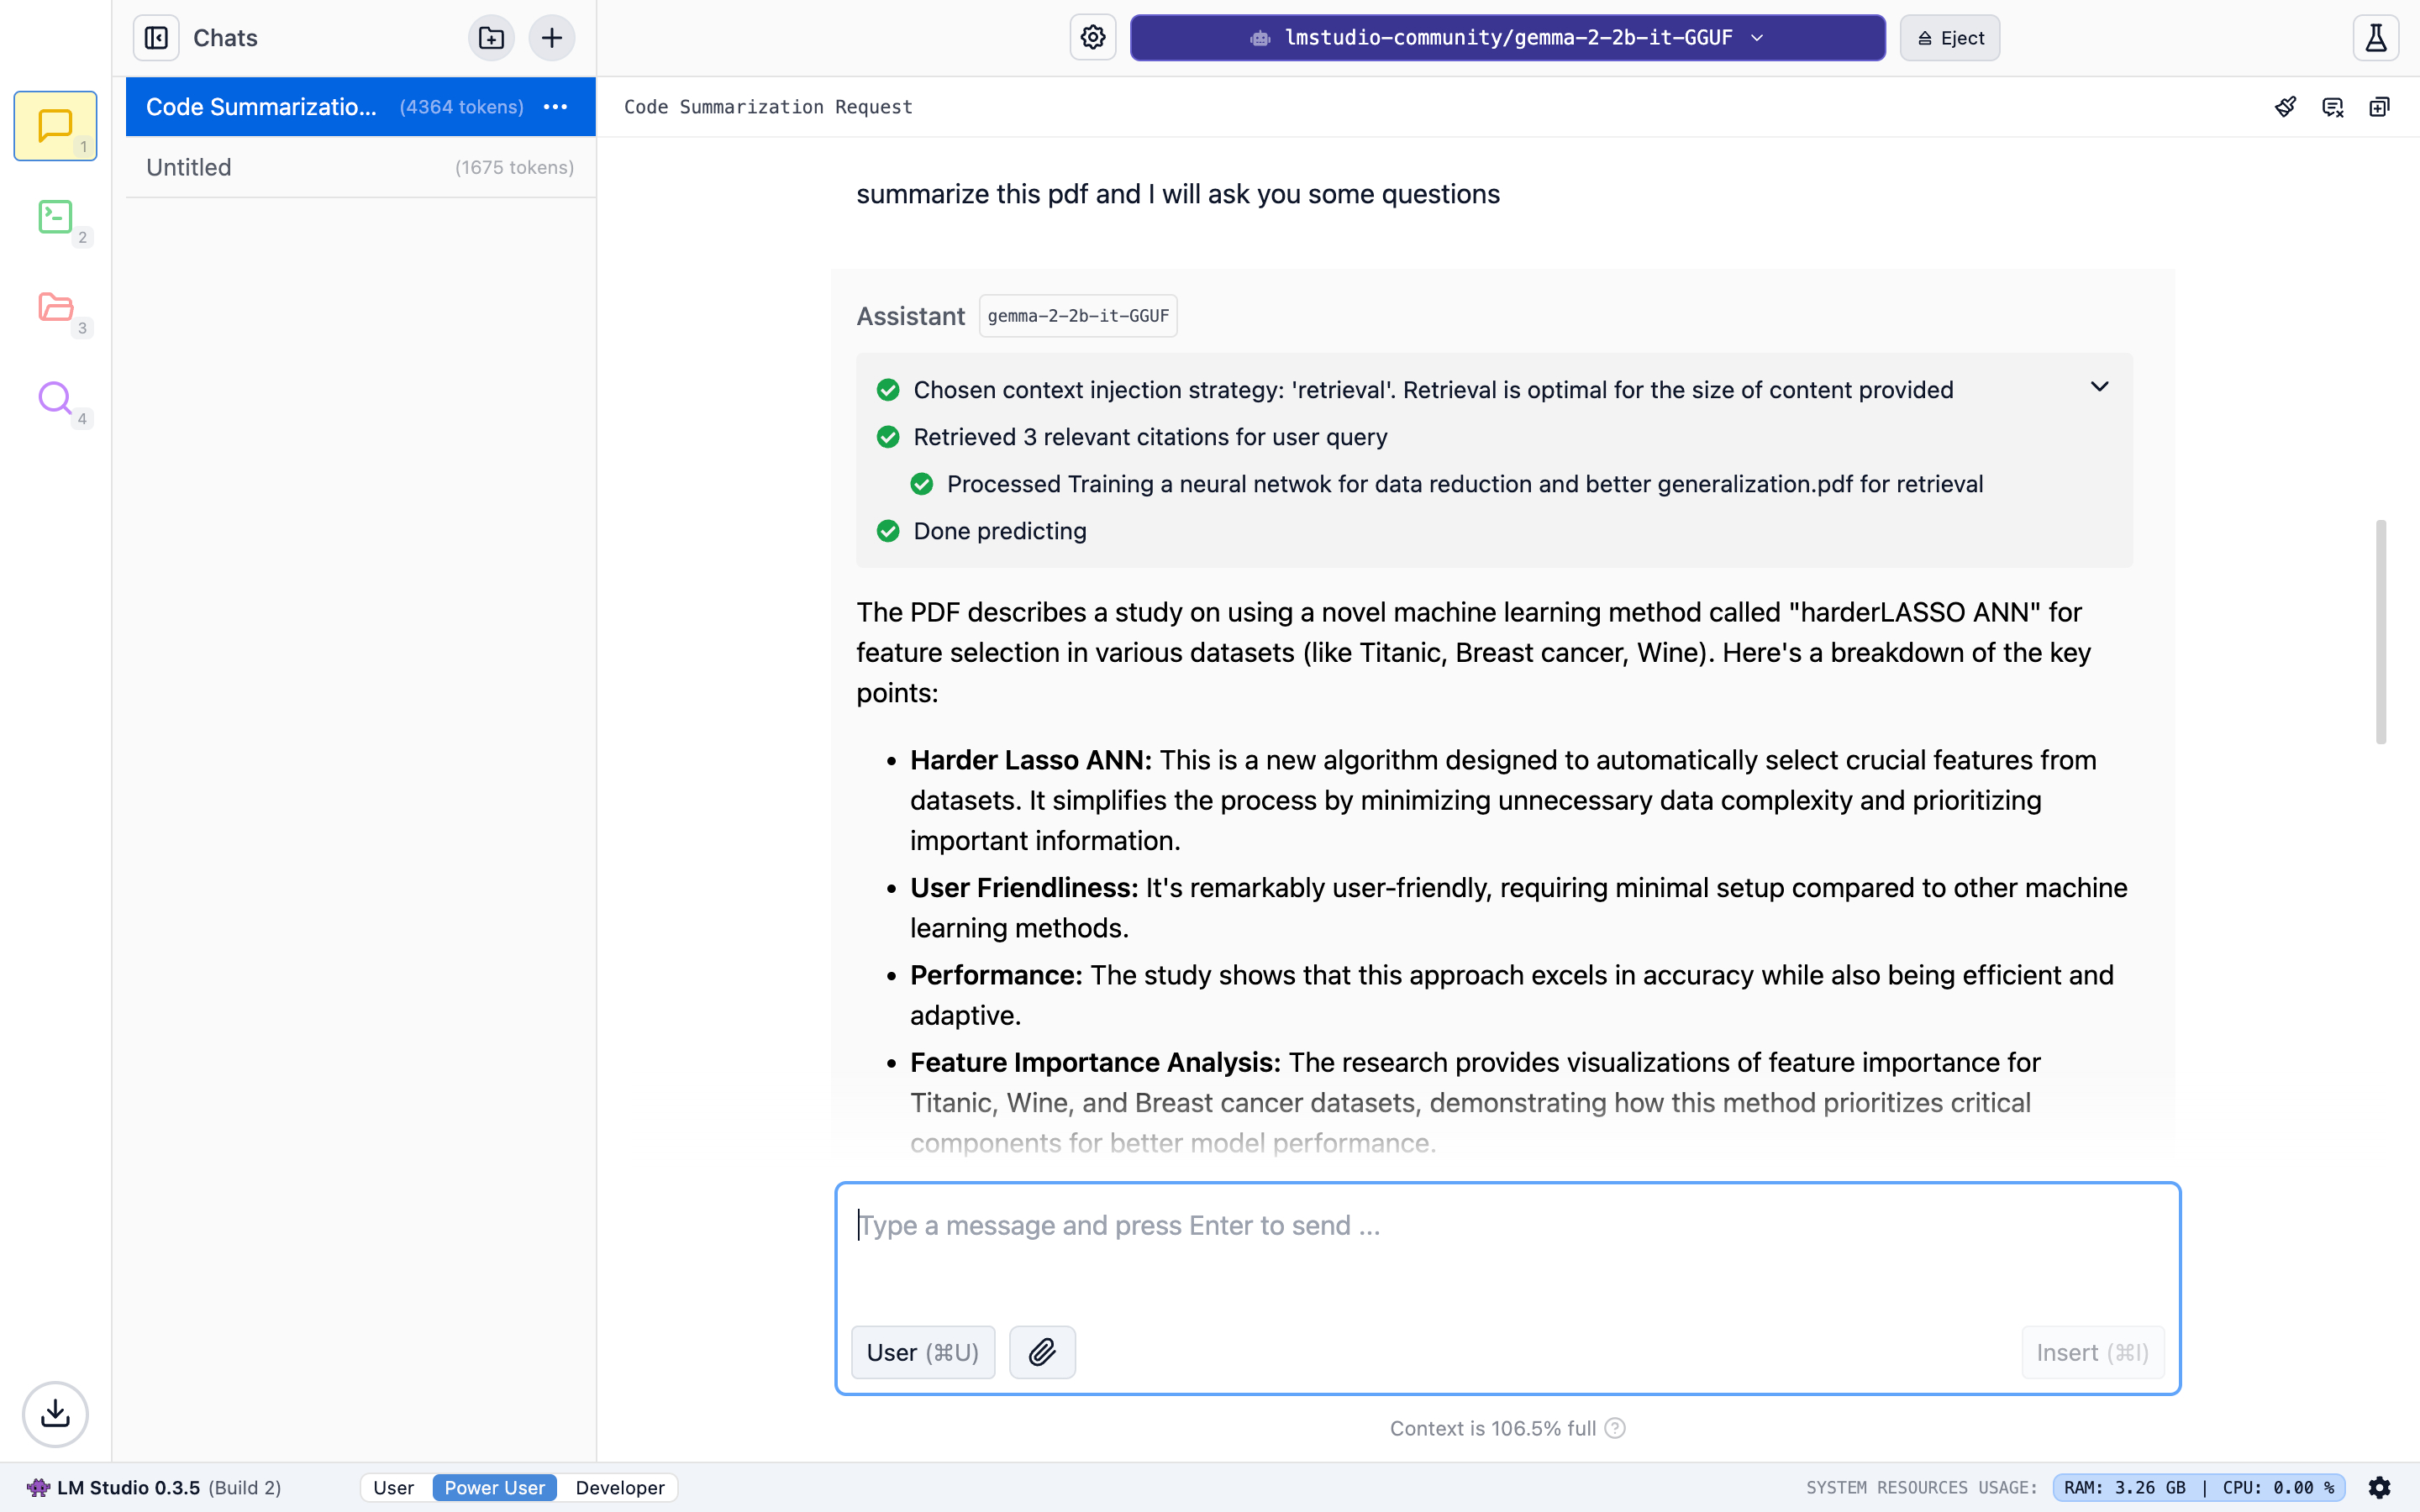 Chats
lmstudio-community/gemma-2-2b-it-GGUF
Eject
1
2
3
4
Code Summarizatio... (4364 tokens)
Untitled (1675 tokens)
Code Summarization Request
summarize this pdf and I will ask you some questions
Assistant gemma-2-2b-it-GGUF
Chosen context injection strategy: 'retrieval'. Retrieval is optimal for the size of content provided
Retrieved 3 relevant citations for user query
Processed Training a neural netwok for data reduction and better generalization.pdf for retrieval
Done predicting
The PDF describes a study on using a novel machine learning method called "harderLASSO ANN" for
feature selection in various datasets (like Titanic, Breast cancer, Wine). Here's a breakdown of the key
points:
• Harder Lasso ANN: This is a new algorithm designed to automatically select crucial features from
datasets. It simplifies the process by minimizing unnecessary data complexity and prioritizing
important information.
• User Friendliness: It's remarkably user-friendly, requiring minimal setup compared to other machine
learning methods.
• Performance: The study shows that this approach excels in accuracy while also being efficient and
adaptive.
• Feature Importance Analysis: The research provides visualizations of feature importance for
Titanic, Wine, and Breast cancer datasets, demonstrating how this method prioritizes critical
components for better model performance.
Type a message and press Enter to send ...
User (⌘U)
Insert (⌘I)
Context is 106.5% full ?
LM Studio 0.3.5 (Build 2)
User Power User Developer
SYSTEM RESOURCES USAGE: RAM: 3.26 GB | CPU: 0.00 %